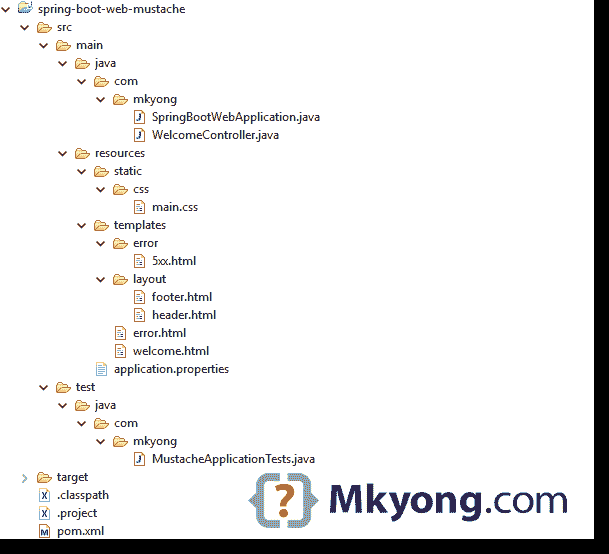 spring-boot-web-mustache
src
main
java
com
mkyong
SpringBootWebApplication.java
WelcomeController.java
resources
static
css
main.css
templates
error
5xx.html
layout
footer.html
header.html
error.html
welcome.html
application.properties
test
java
com
mkyong
MustacheApplicationTests.java
target
.classpath
.project
pom.xml
{?} Mkyong.com